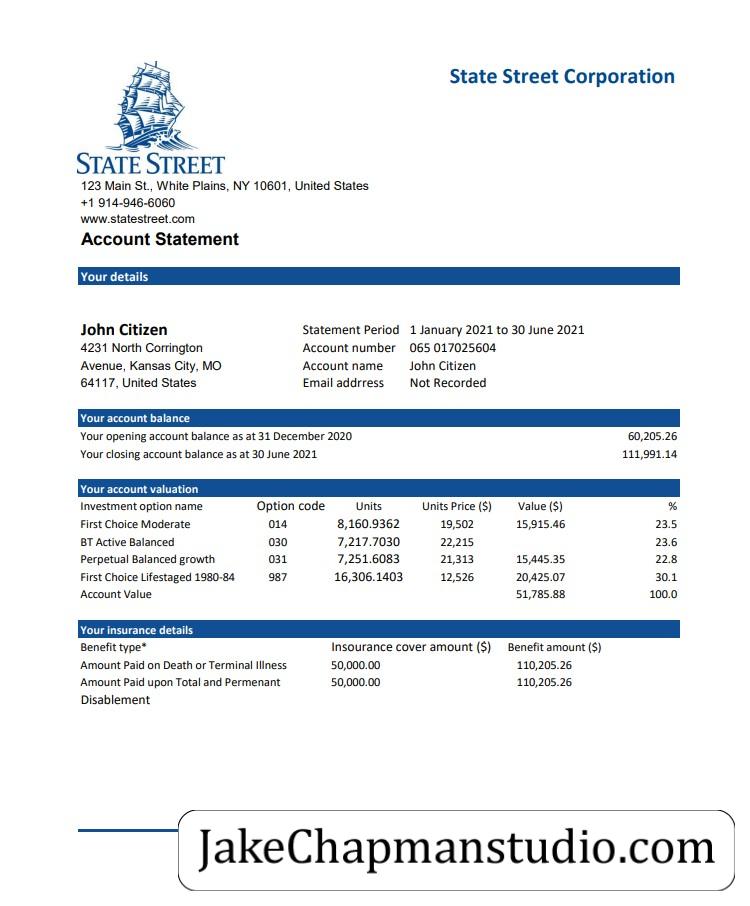 State Street Corporation
STATE STREET
123 Main St., White Plains, NY 10601, United States
+1 914-946-6060
www.statestreet.com
Account Statement
Your details
John Citizen Statement Period 1 January 2021 to 30 June 2021
4231 North Corrington Account number 065 017025604
Avenue, Kansas City, MO Account name John Citizen
64117, United States Email addrress Not Recorded
Your account balance
Your opening account balance as at 31 December 2020 60,205.26
Your closing account balance as at 30 June 2021 111,991.14
Your account valuation
Investment option name Option code Units Units Price ($) Value ($) %
First Choice Moderate 014 8,160.9362 19,502 15,915.46 23.5
BT Active Balanced 030 7,217.7030 22,215 23.6
Perpetual Balanced growth 031 7,251.6083 21,313 15,445.35 22.8
First Choice Lifestaged 1980-84 987 16,306.1403 12,526 20,425.07 30.1
Account Value 51,785.88 100.0
Your insurance details
Benefit type* Insourance cover amount ($) Benefit amount ($)
Amount Paid on Death or Terminal Illness 50,000.00 110,205.26
Amount Paid upon Total and Permenant 50,000.00 110,205.26
Disablement
JakeChapmanstudio.com